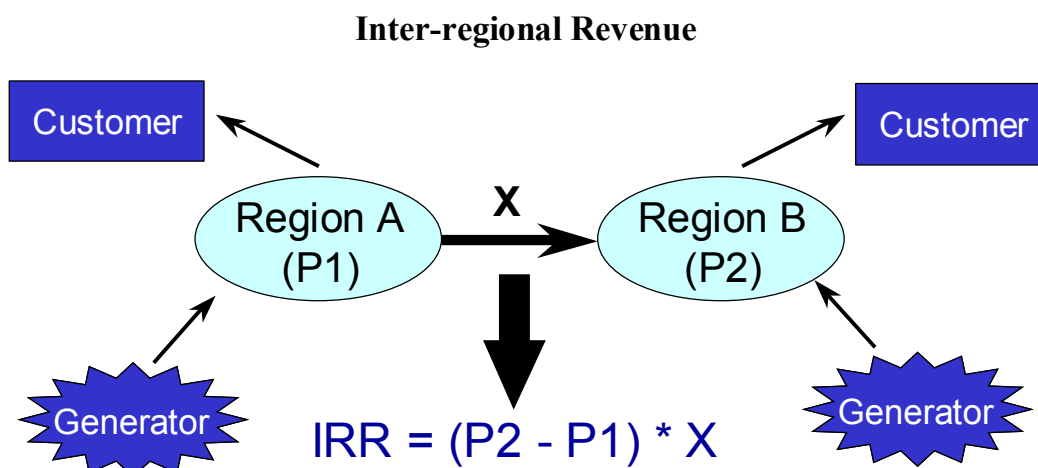 Inter-regional Revenue
Customer
Customer
X
Region A
(P1)
Region B
(P2)
Generator
Generator
IRR = (P2 - P1) * X